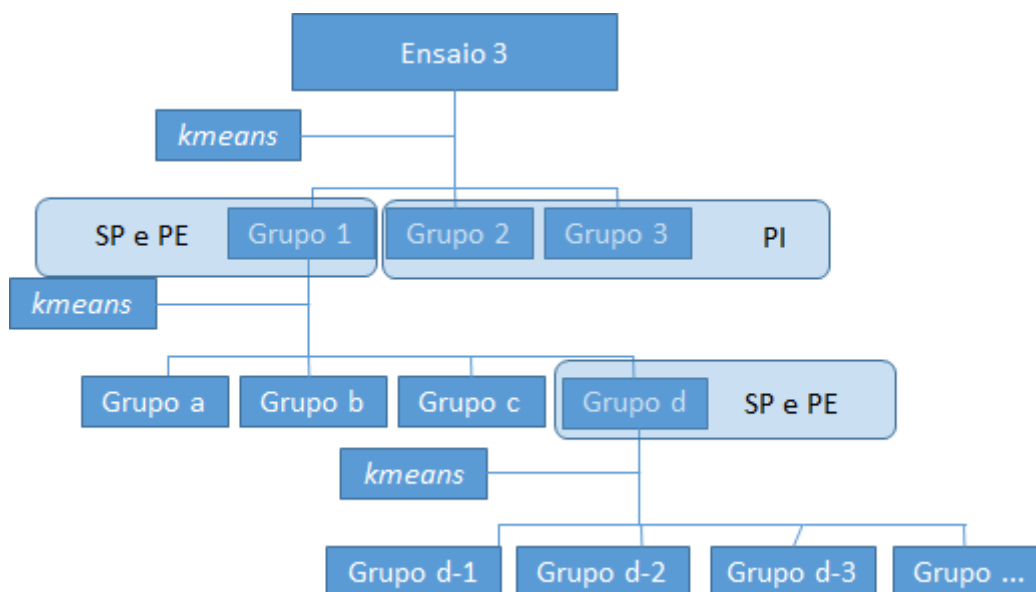 Ensaio 3
kmeans
SP e PE
Grupo 1
Grupo 2
Grupo 3
PI
kmeans
Grupo a
Grupo b
Grupo c
Grupo d
SP e PE
kmeans
Grupo d-1
Grupo d-2
Grupo d-3
Grupo ...